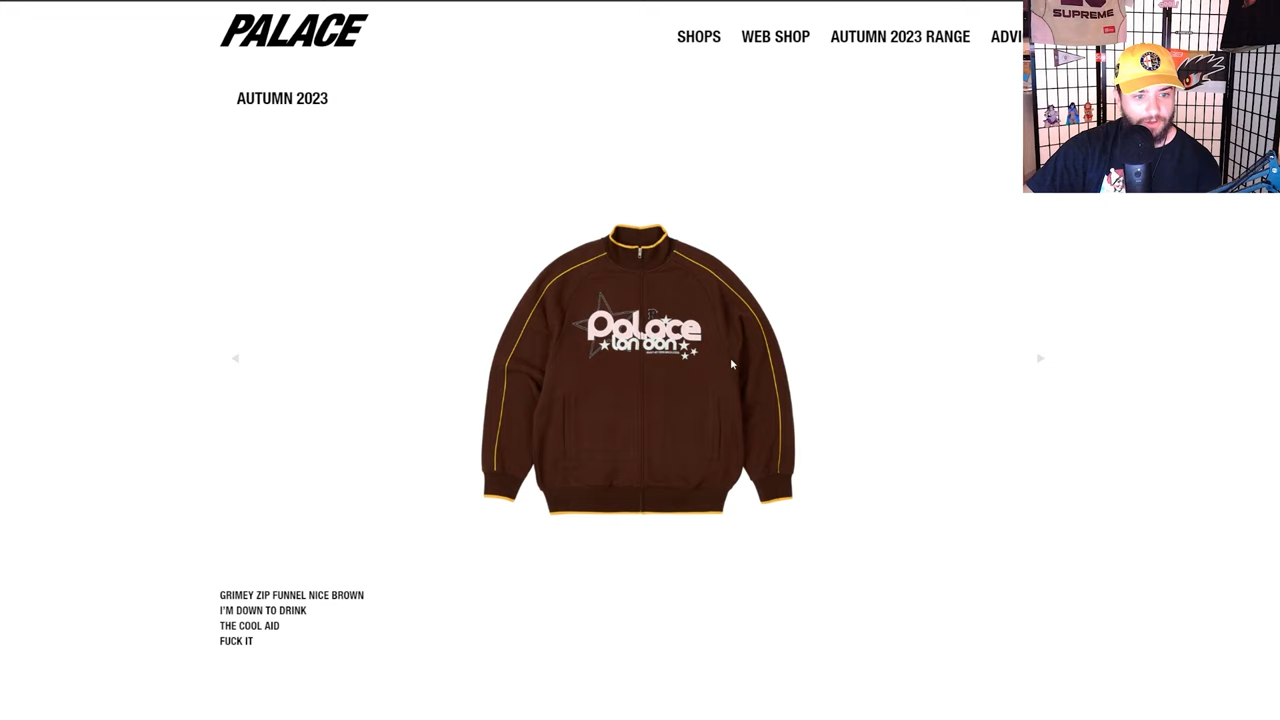 PALACE
SHOPS WEB SHOP AUTUMN 2023 RANGE ADVI
AUTUMN 2023
SUPREME
Palace
London
GRIMEY ZIP FUNNEL NICE BROWN
I'M DOWN TO DRINK
THE COOL AID
FUCK IT